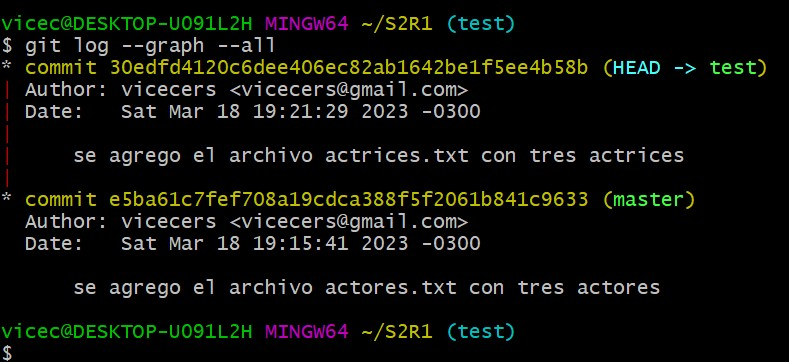 vicec@DESKTOP-U091L2H MINGW64 ~/S2R1 (test)
$ git log --graph --all
* commit 30edfd4120c6dee406ec82ab1642be1f5ee4b58b (HEAD -> test)
| Author: vicecers <vicecers@gmail.com>
| Date:   Sat Mar 18 19:21:29 2023 -0300
|
|     se agrego el archivo actrices.txt con tres actrices
|
* commit e5ba61c7fef708a19cdca388f5f2061b841c9633 (master)
  Author: vicecers <vicecers@gmail.com>
  Date:   Sat Mar 18 19:15:41 2023 -0300

      se agrego el archivo actores.txt con tres actores

vicec@DESKTOP-U091L2H MINGW64 ~/S2R1 (test)
$